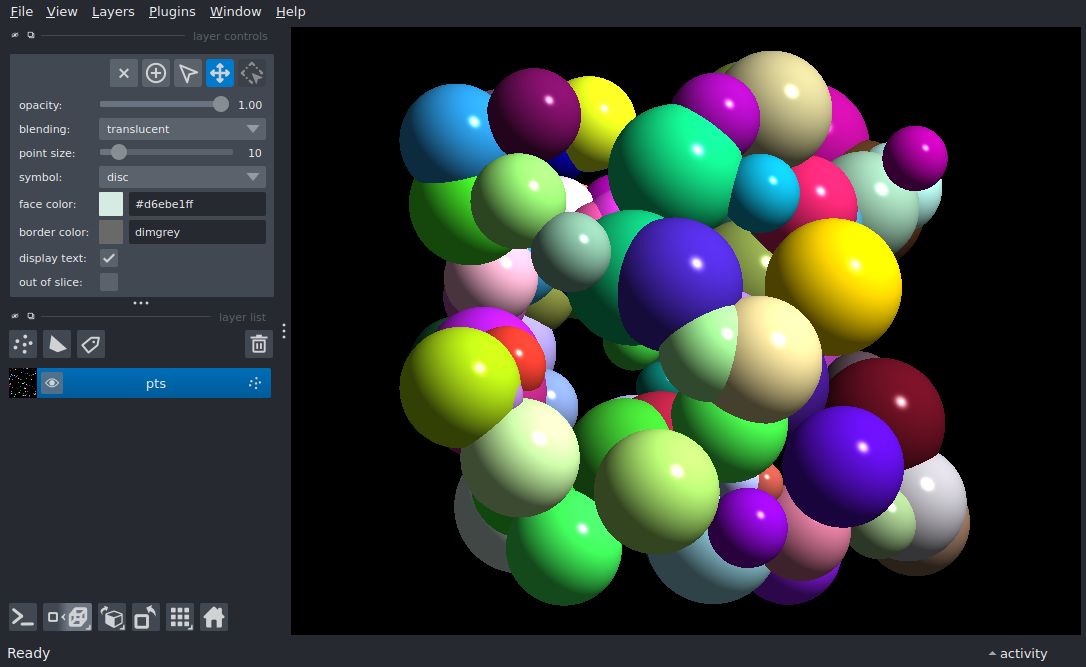 File View Layers Plugins Window Help
layer controls
opacity: 1.00
blending: translucent
point size: 10
symbol: disc
face color: #d6ebe1ff
border color: dimgrey
display text:
out of slice:
layer list
pts
Ready activity